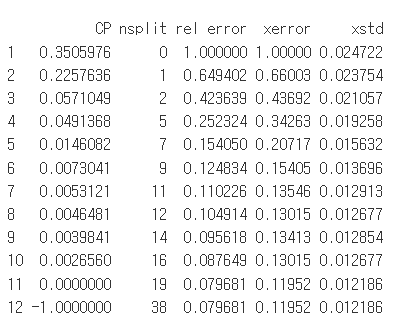 CP nsplit rel error xerror xstd
1 0.3505976 0 1.000000 1.00000 0.024722
2 0.2257636 1 0.649402 0.66003 0.023754
3 0.0571049 2 0.423639 0.43692 0.021057
4 0.0491368 5 0.252324 0.34263 0.019258
5 0.0146082 7 0.154050 0.20717 0.015632
6 0.0073041 9 0.124834 0.15405 0.013696
7 0.0053121 11 0.110226 0.13546 0.012913
8 0.0046481 12 0.104914 0.13015 0.012677
9 0.0039841 14 0.095618 0.13413 0.012854
10 0.0026560 16 0.087649 0.13015 0.012677
11 0.0000000 19 0.079681 0.11952 0.012186
12 -1.0000000 38 0.079681 0.11952 0.012186